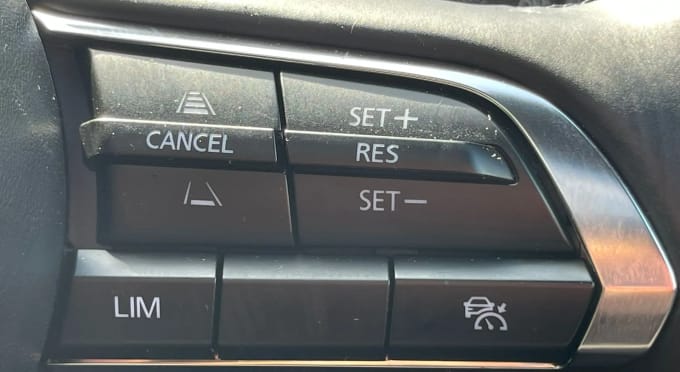 SET+
CANCEL RES
SET-
LIM